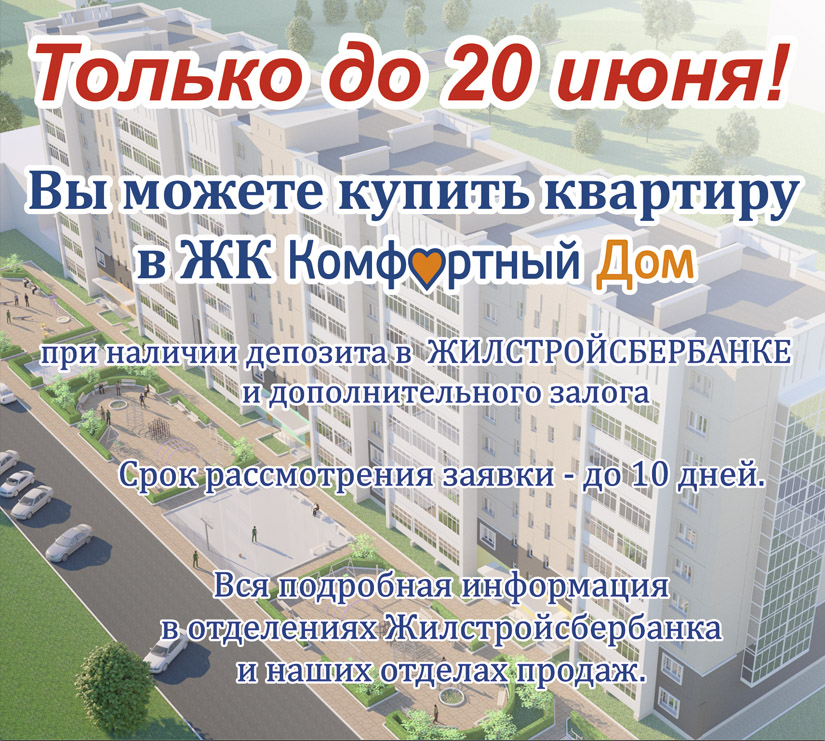 Только до 20 июня!
Вы можете купить квартиру
в ЖК Комфортный Дом
при наличии депозита в ЖИЛСТРОЙСБЕРБАНКЕ
и дополнительного залога
Срок рассмотрения заявки - до 10 дней.
Вся подробная информация
в отделениях Жилстройсбербанка
и наших отделах продаж.